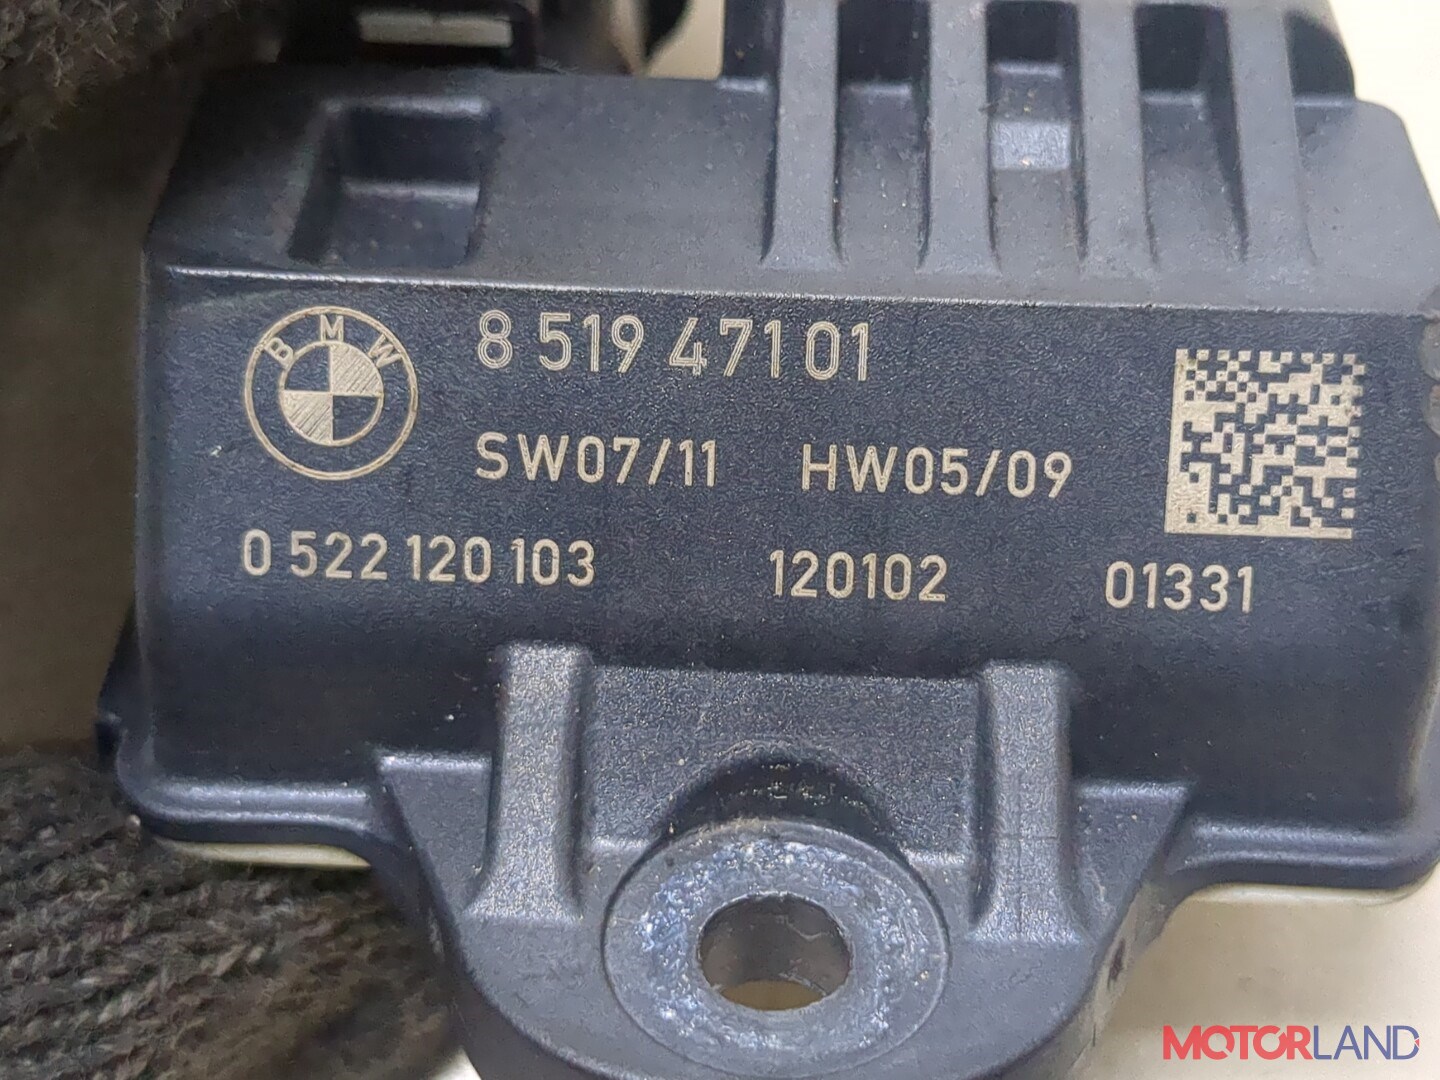 BMW
8 519 471 01
SW07/11 HW05/09
0 522 120 103 120102 01331
MOTORLAND